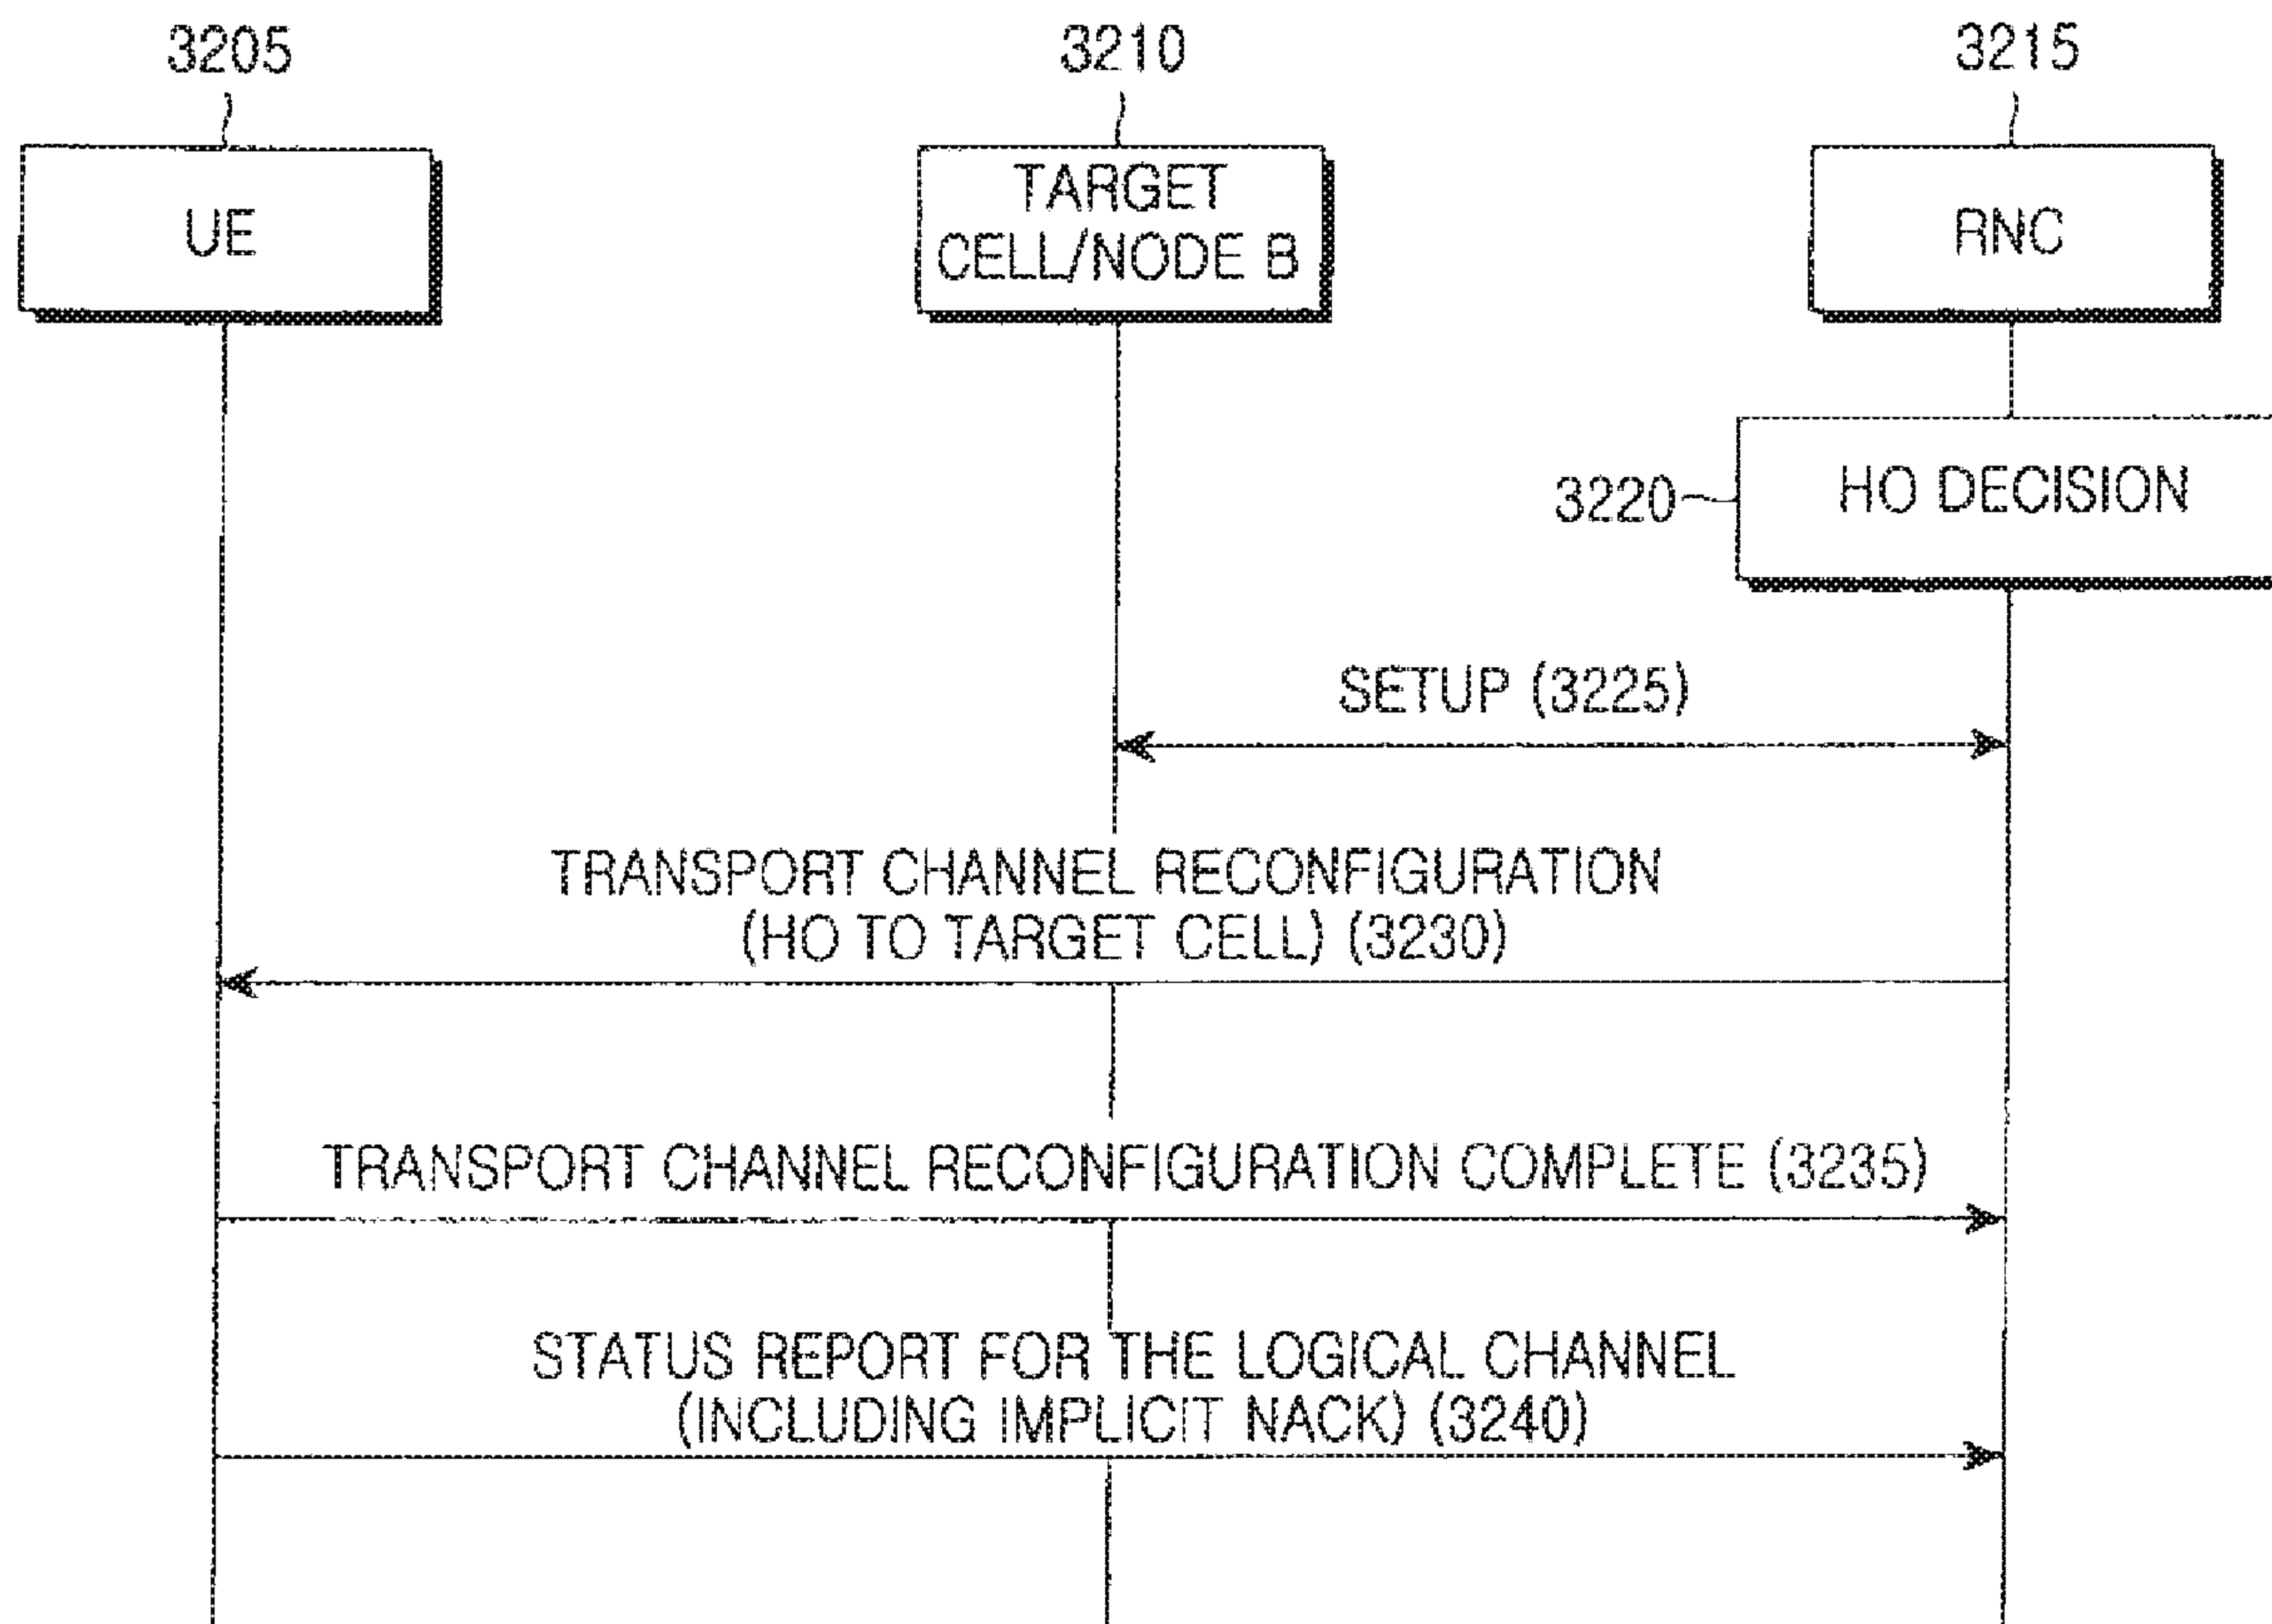 3205
3210
3215
UE
TARGET
CELL/NODE B
RNC
3220
HO DECISION
SETUP (3225)
TRANSPORT CHANNEL RECONFIGURATION
(HO TO TARGET CELL) (3230)
TRANSPORT CHANNEL RECONFIGURATION COMPLETE (3235)
STATUS REPORT FOR THE LOGICAL CHANNEL
(INCLUDING IMPLICIT NACK) (3240)